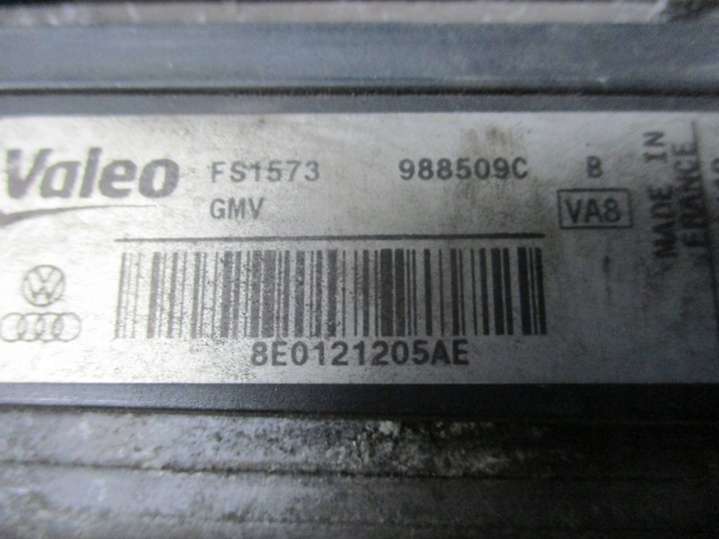 Valeo FS1573 988509C B
GMV VA8
MADE IN
FRANCE
8E0121205AE